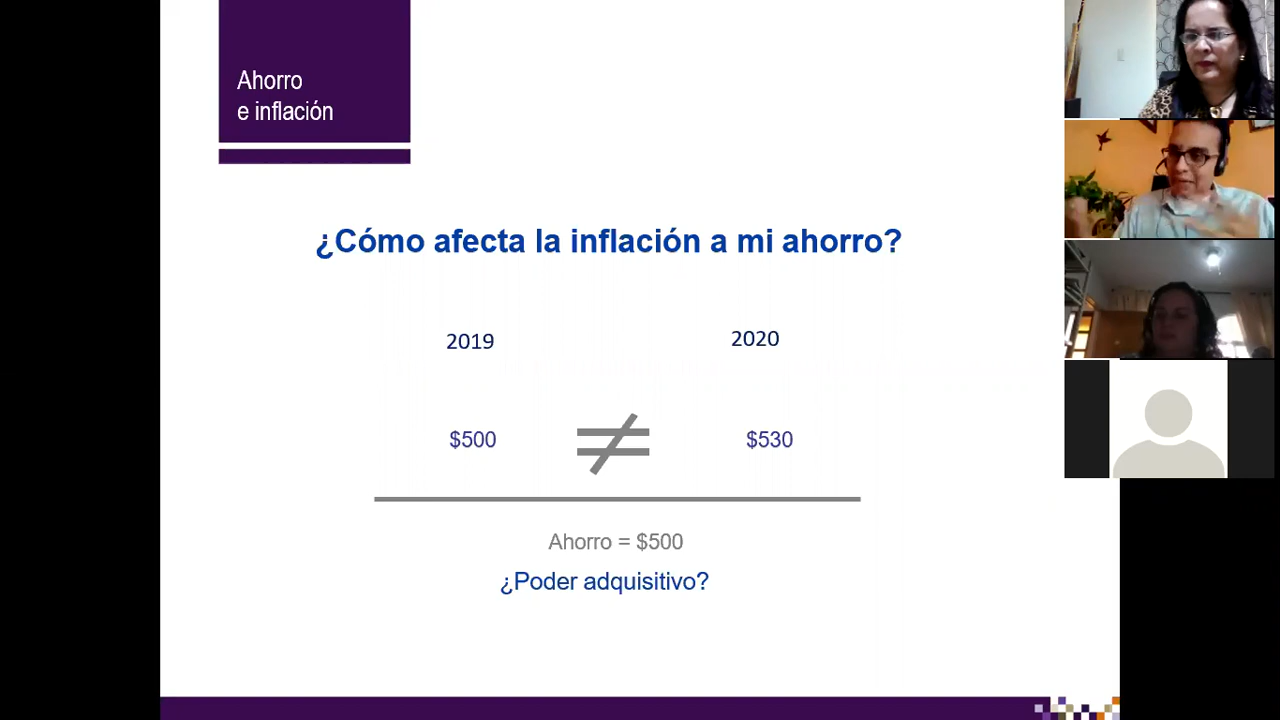 Ahorro
e inflación
¿Cómo afecta la inflación a mi ahorro?
2019
2020
$500
≠
$530
Ahorro = $500
¿Poder adquisitivo?